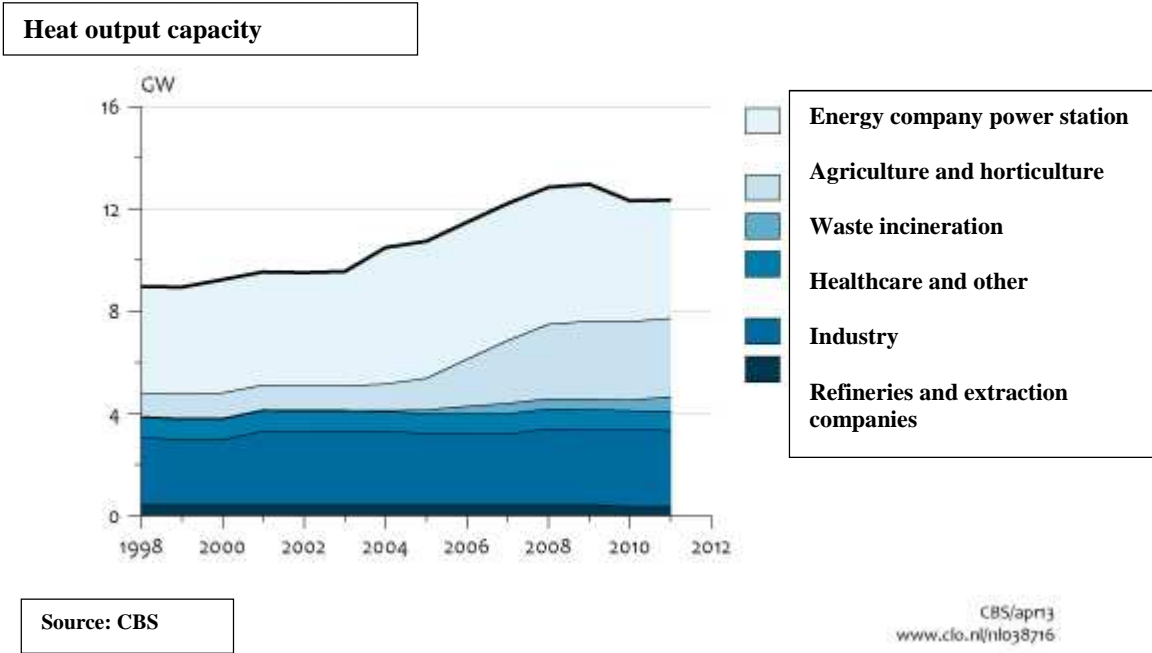 Heat output capacity
GW
16
12
8
4
0
1998 2000 2002 2004 2006 2008 2010 2012
Energy company power station
Agriculture and horticulture
Waste incineration
Healthcare and other
Industry
Refineries and extraction
companies
Source: CBS
CBS/apr13
www.clo.nl/nl038716